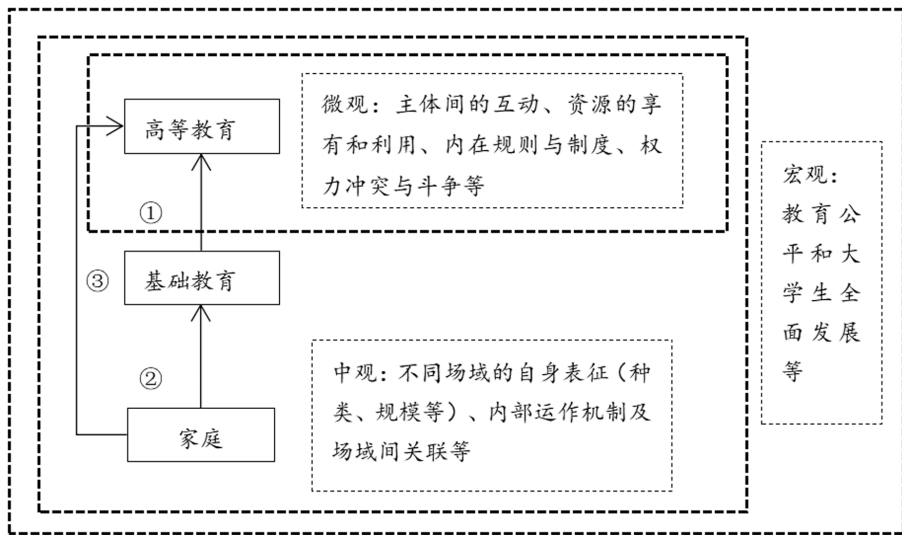 高等教育
微观：主体间的互动、资源的享
有和利用、内在规则与制度、权
力冲突与斗争等
①
③
基础教育
②
家庭
中观：不同场域的自身表征（种
类、规模等）、内部运作机制及
场域间关联等
宏观：
教育公
平和大
学生全
面发展
等